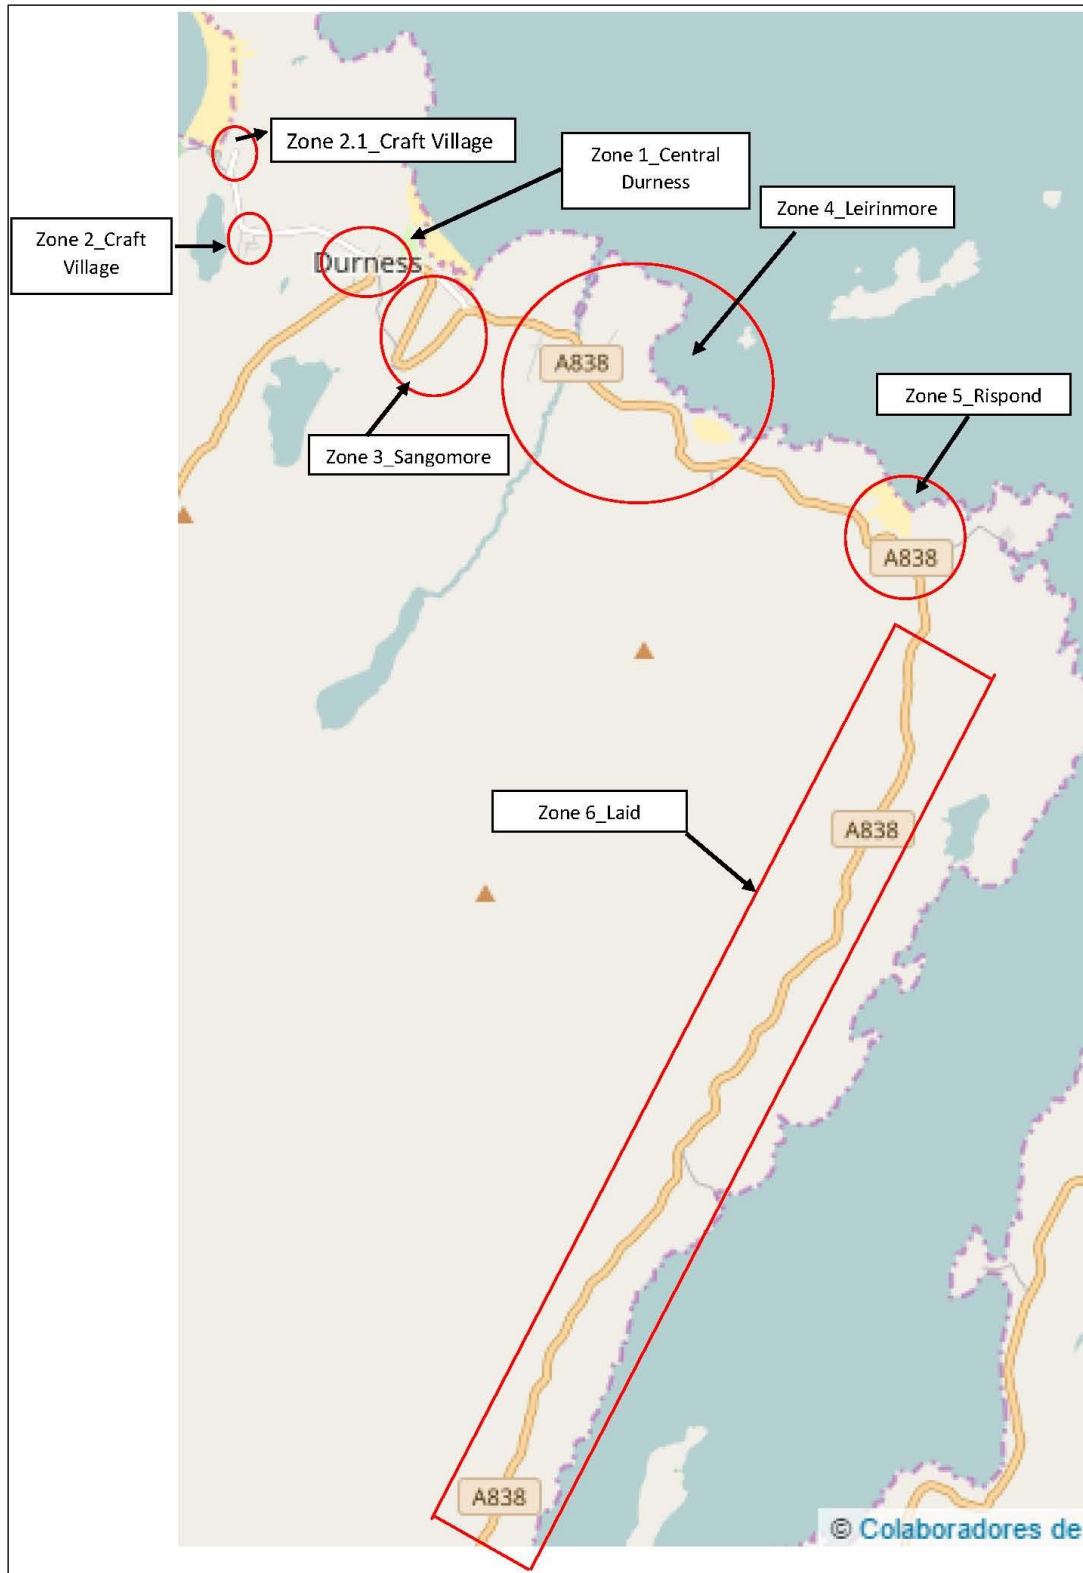 Zone 2.1_Craft Village
Zone 1_Central
Durness
Zone 4_Leirinmore
Zone 2_Craft
Village
Durness
A838
Zone 5_Rispond
Zone 3_Sangomore
A838
Zone 6_Laid
A838
A838
© Colaboradores de